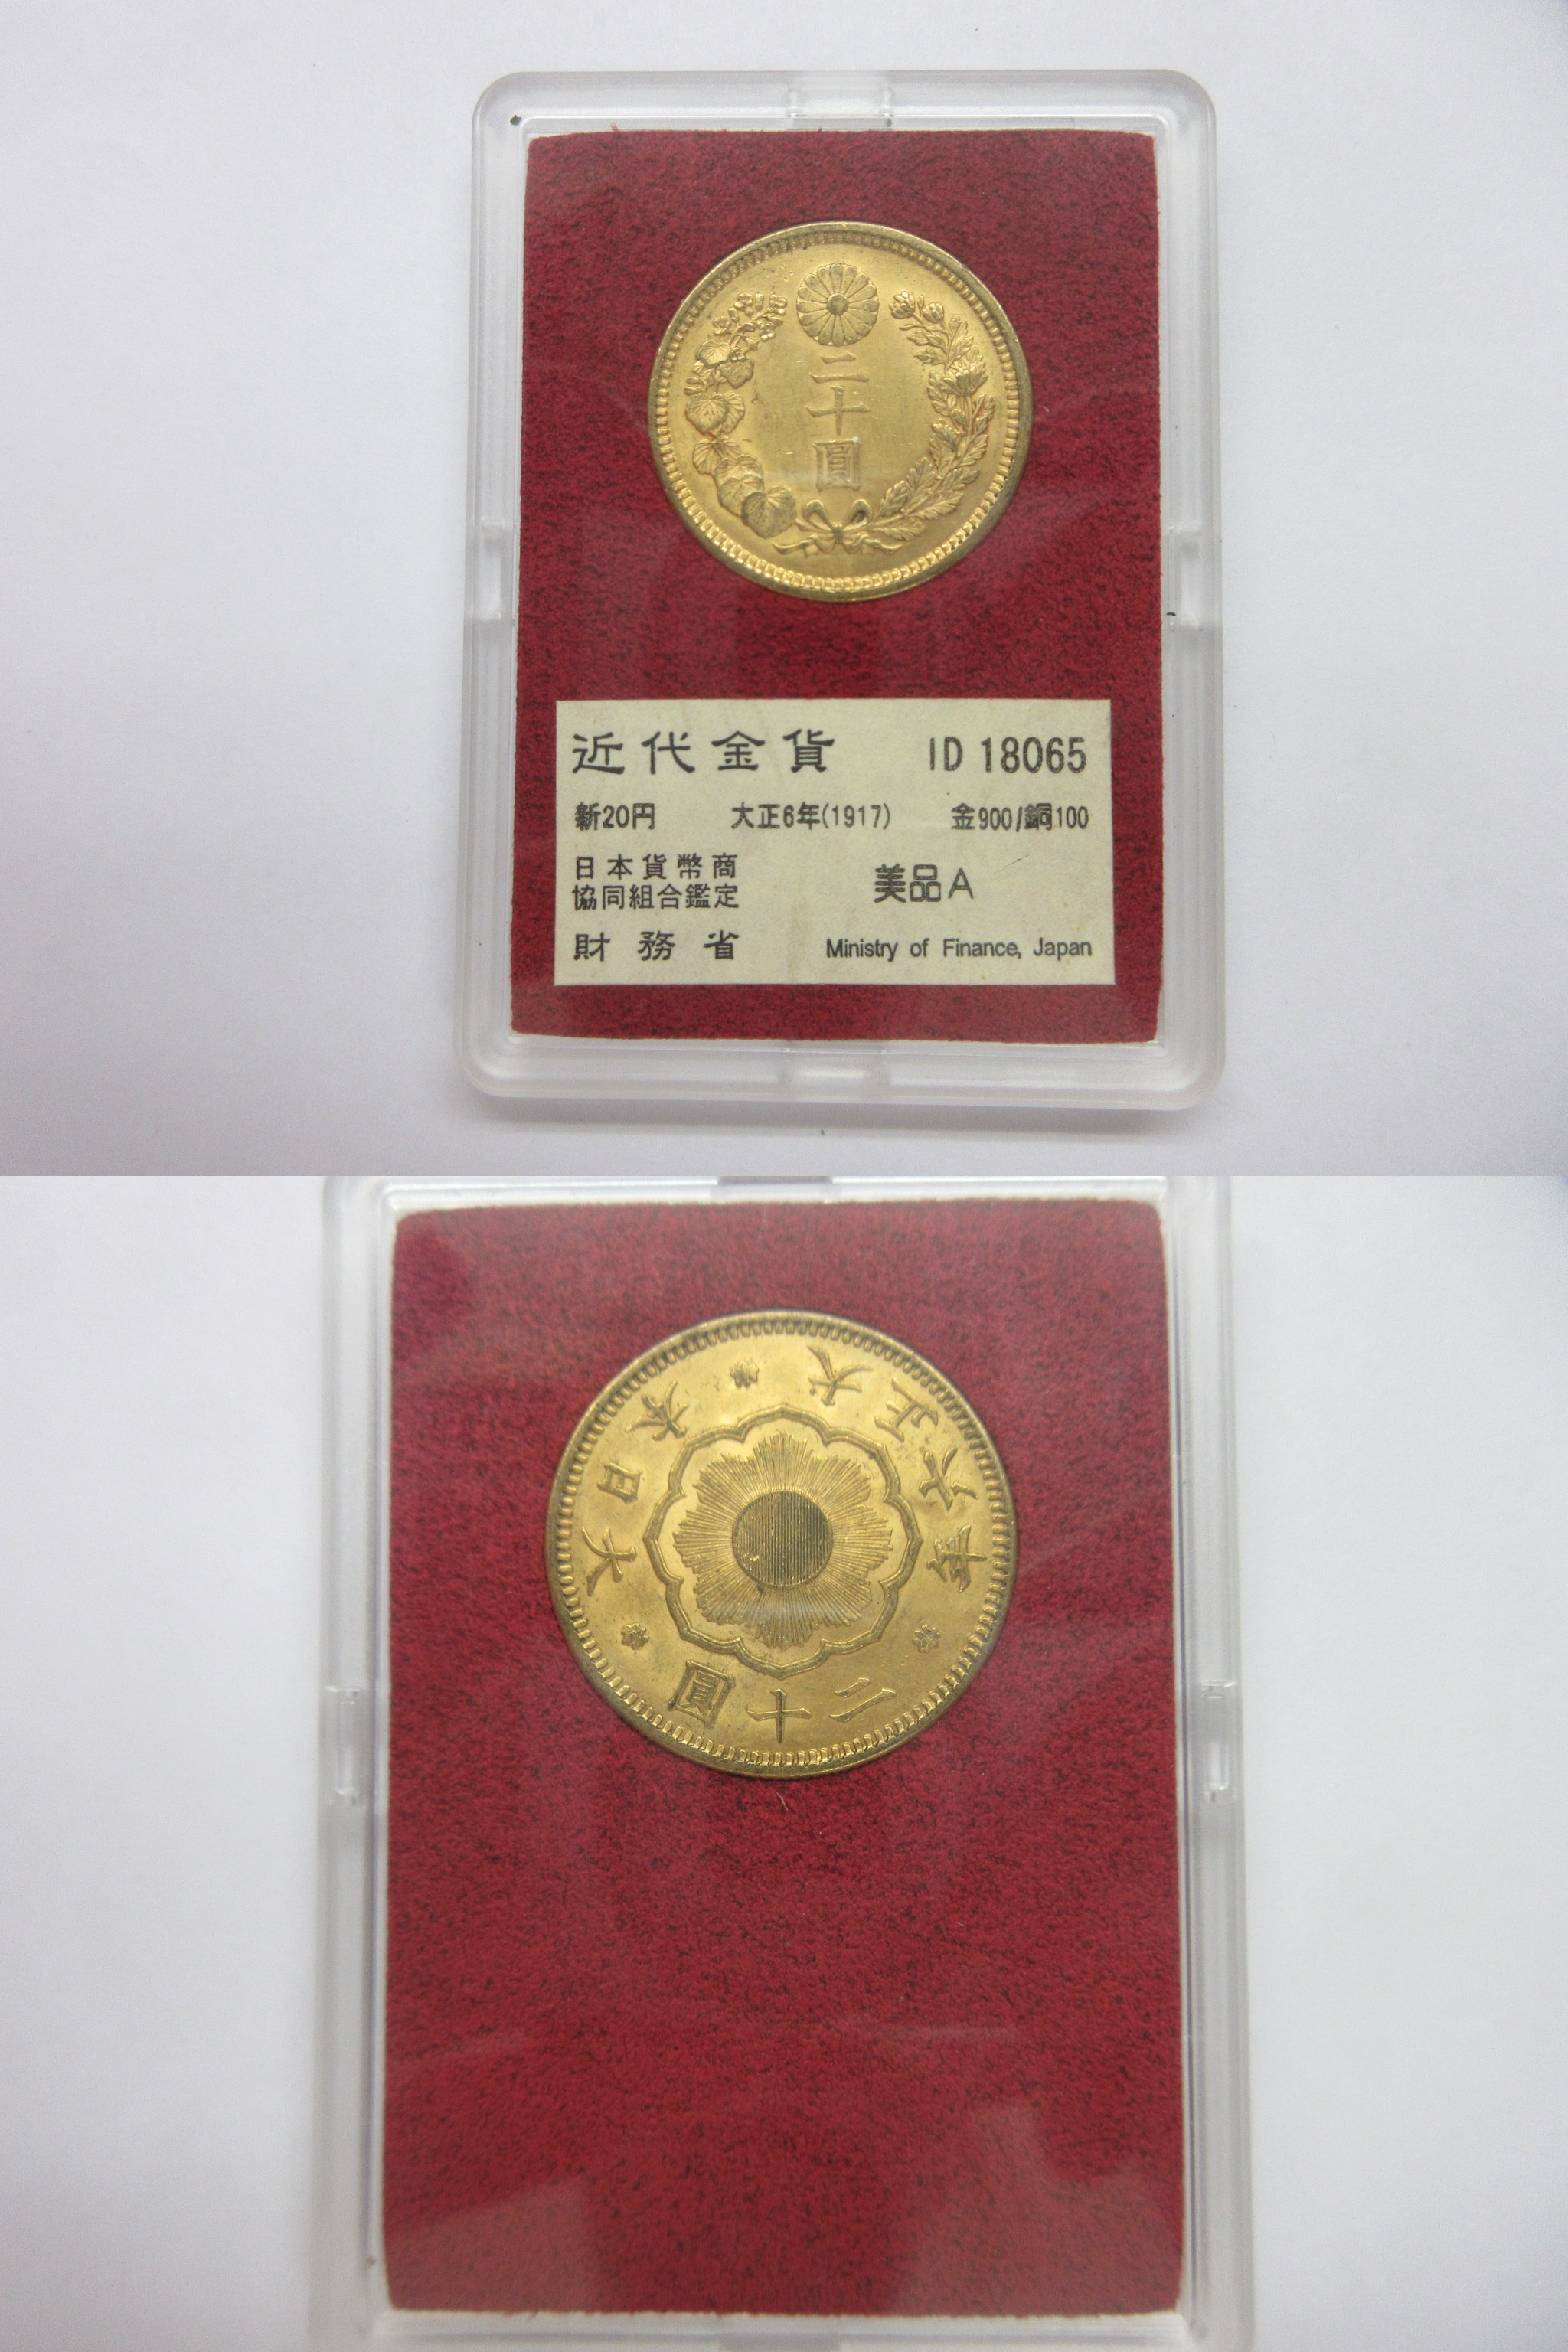 二十圓
近代金貨 ID 18065
新20円 大正6年(1917) 金900/銅100
日本貨幣商
協同組合鑑定
美品A
財務省 Ministry of Finance, Japan
大日本
大正六年
二十圓